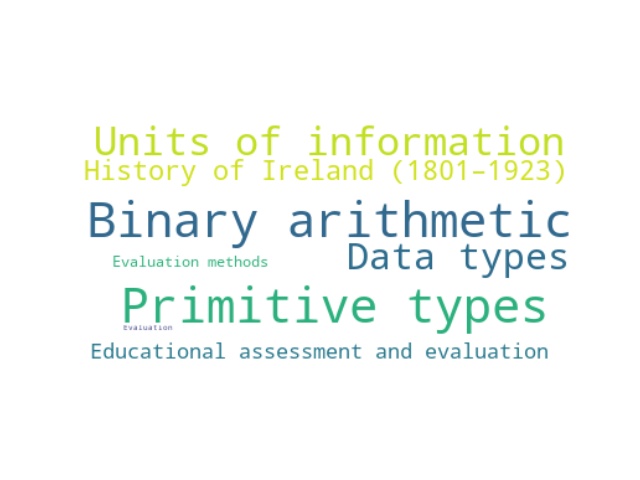 Units of information
History of Ireland (1801–1923)
Binary arithmetic
Data types
Evaluation methods
Primitive types
Evaluation
Educational assessment and evaluation